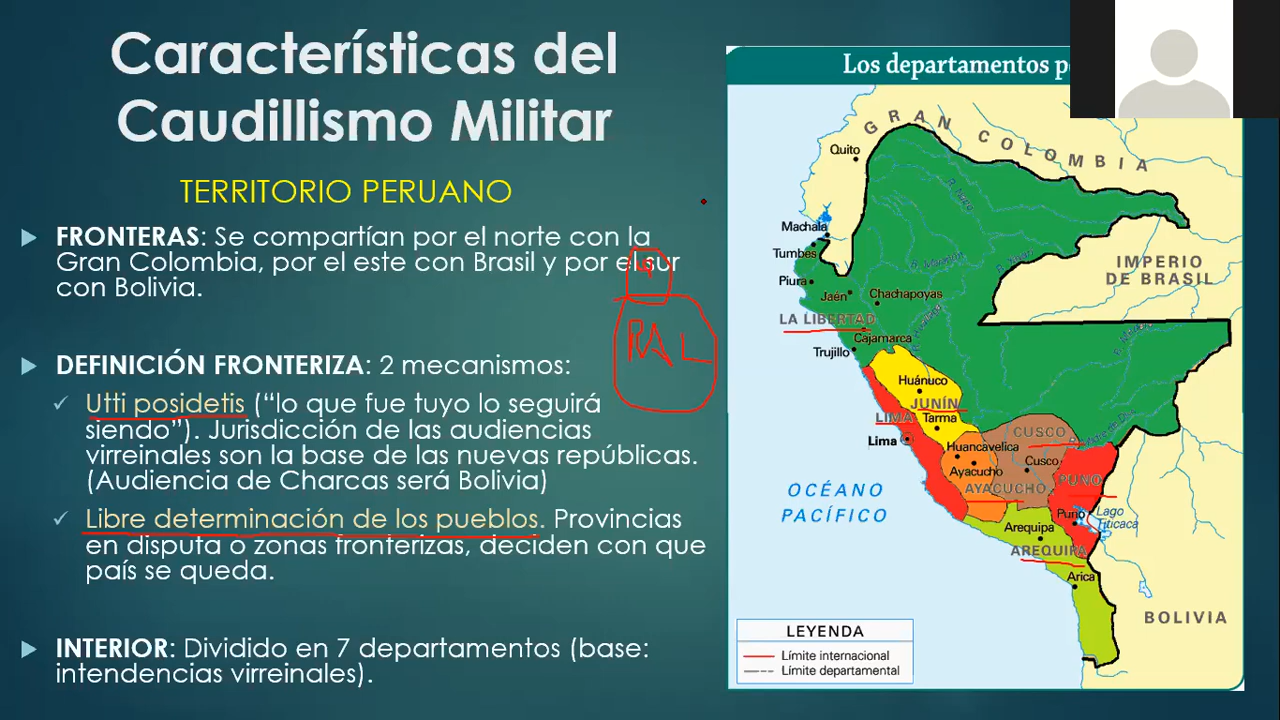 Características del
Caudillismo Militar
TERRITORIO PERUANO
FRONTERAS: Se compartían por el norte con la
Gran Colombia, por el este con Brasil y por el sur
con Bolivia.
DEFINICIÓN FRONTERIZA: 2 mecanismos:
Utti posidetis (“lo que fue tuyo lo seguirá
siendo”). Jurisdicción de las audiencias
virreinales son la base de las nuevas repúblicas.
(Audiencia de Charcas será Bolivia)
Libre determinación de los pueblos. Provincias
en disputa o zonas fronterizas, deciden con que
país se queda.
INTERIOR: Dividido en 7 departamentos (base:
intendencias virreinales).
RAL
Los departamentos
GRAN COLOMBIA
Quito
Machala
Tumbes
Piura
Jaén
Chachapoyas
LA LIBERTAD
Cajamarca
Trujillo
IMPERIO
DE BRASIL
Huánuco
JUNÍN
LIMA
Tarma
Lima
CUSCO
Huancavelica
Cusco
Ayacucho
AYACUCHO
PUNO
OCÉANO
PACÍFICO
Puno
Lago
Titicaca
Arequipa
AREQUIPA
Arica
BOLIVIA
LEYENDA
Límite internacional
Límite departamental